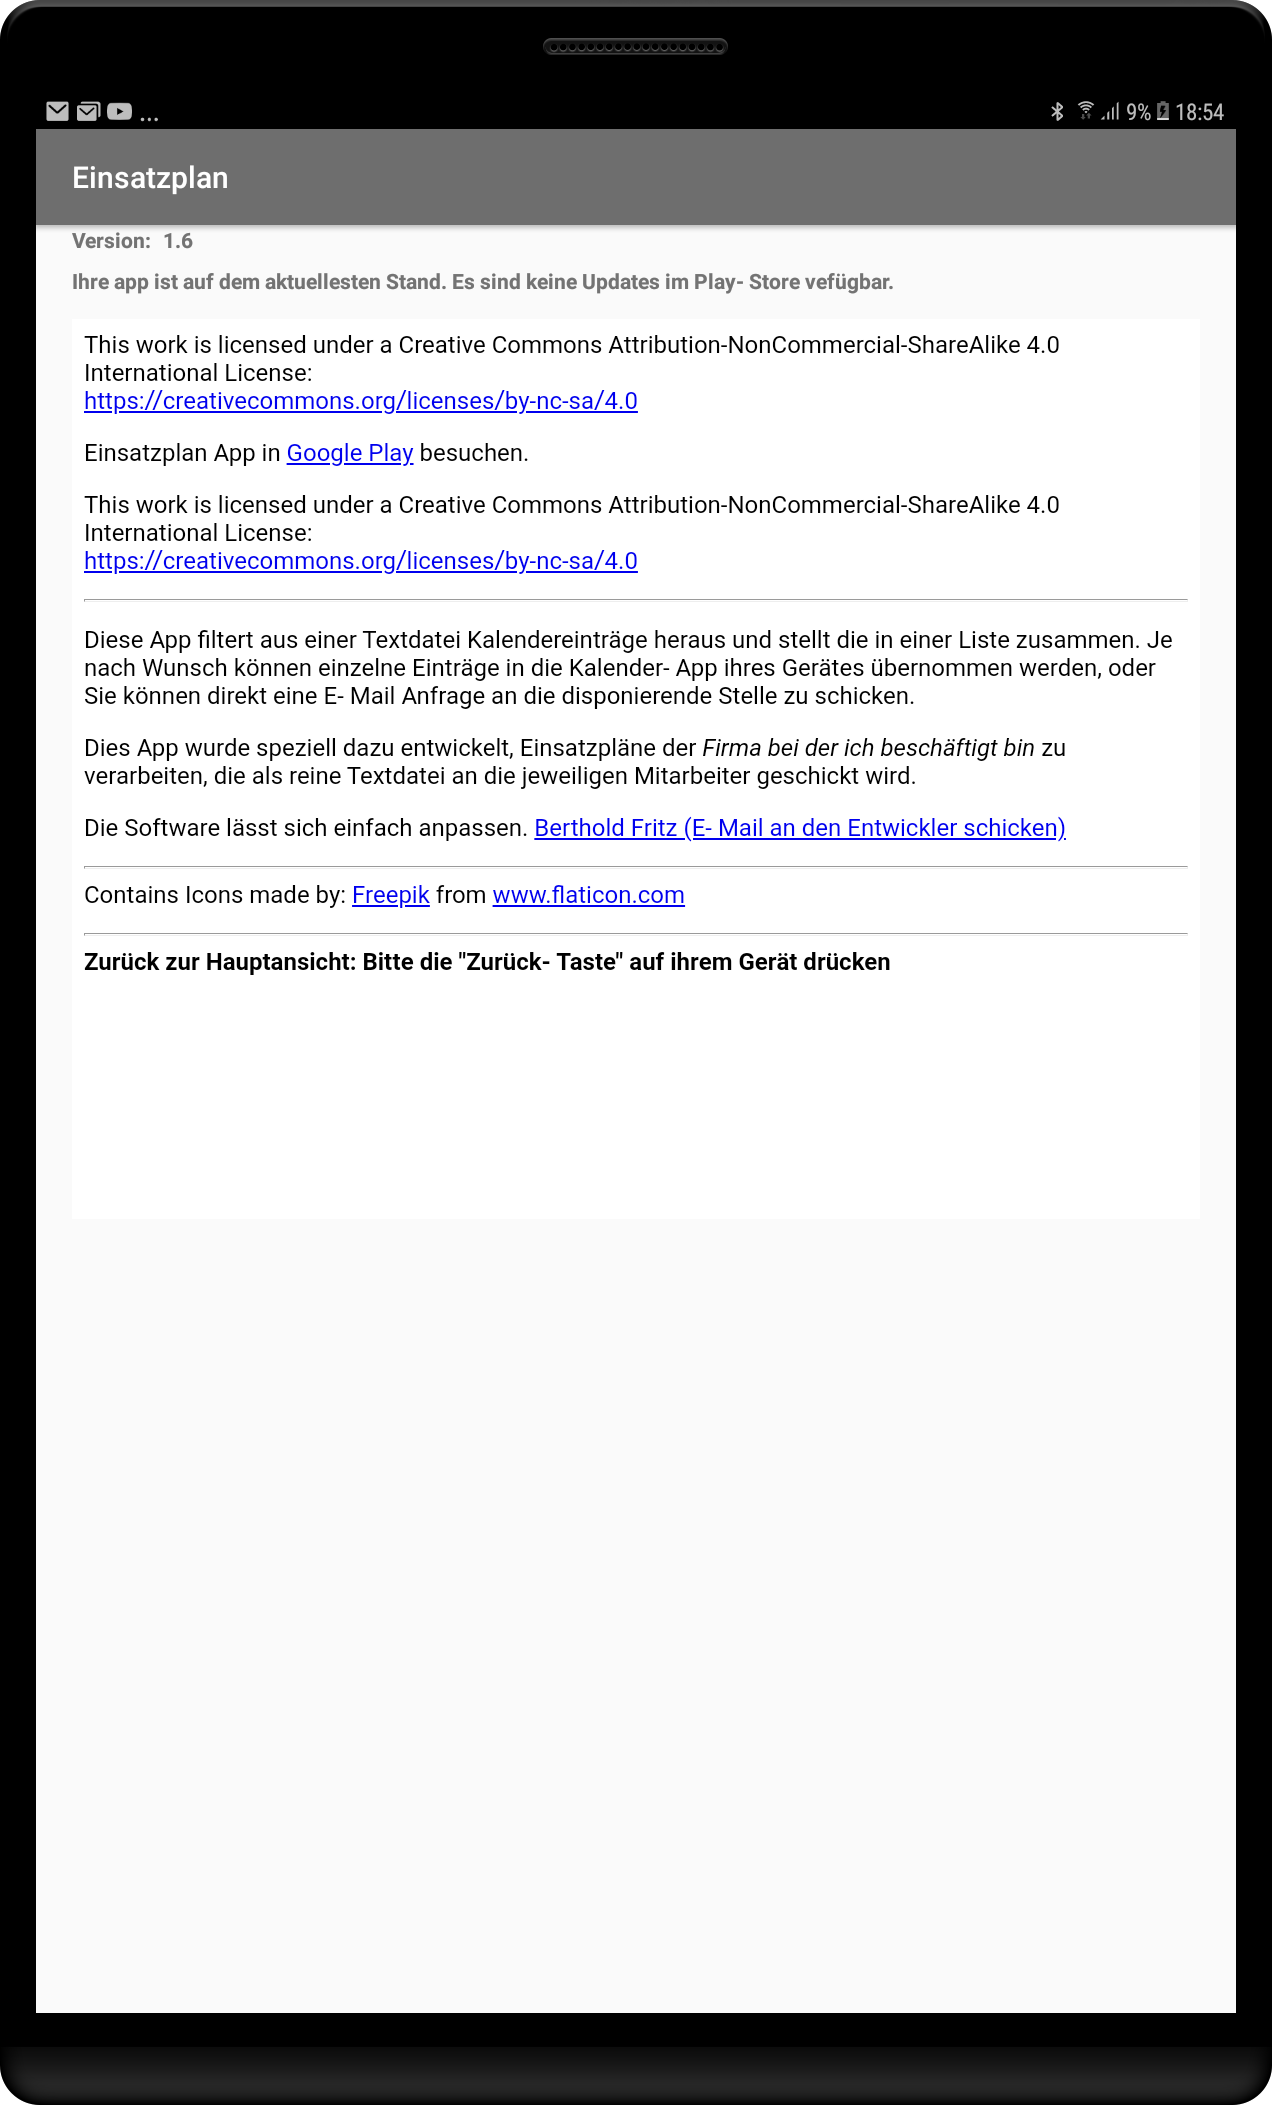 ...
9% 18:54
Einsatzplan
Version: 1.6
Ihre app ist auf dem aktuellesten Stand. Es sind keine Updates im Play- Store vefügbar.
This work is licensed under a Creative Commons Attribution-NonCommercial-ShareAlike 4.0
International License:
https://creativecommons.org/licenses/by-nc-sa/4.0
Einsatzplan App in Google Play besuchen.
This work is licensed under a Creative Commons Attribution-NonCommercial-ShareAlike 4.0
International License:
https://creativecommons.org/licenses/by-nc-sa/4.0
Diese App filtert aus einer Textdatei Kalendereinträge heraus und stellt die in einer Liste zusammen. Je
nach Wunsch können einzelne Einträge in die Kalender- App ihres Gerätes übernommen werden, oder
Sie können direkt eine E- Mail Anfrage an die disponierende Stelle zu schicken.
Dies App wurde speziell dazu entwickelt, Einsatzpläne der Firma bei der ich beschäftigt bin zu
verarbeiten, die als reine Textdatei an die jeweiligen Mitarbeiter geschickt wird.
Die Software lässt sich einfach anpassen. Berthold Fritz (E- Mail an den Entwickler schicken)
Contains Icons made by: Freepik from www.flaticon.com
Zurück zur Hauptansicht: Bitte die "Zurück- Taste" auf ihrem Gerät drücken